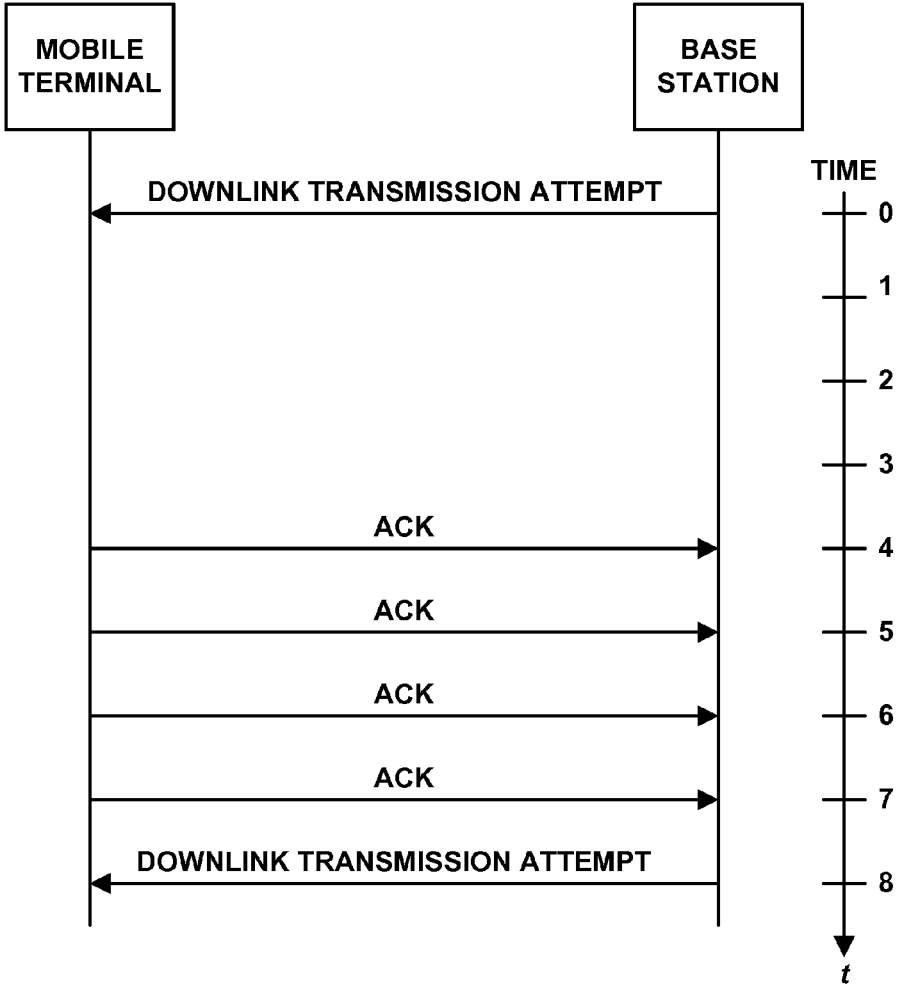 MOBILE
TERMINAL
BASE
STATION
TIME
DOWNLINK TRANSMISSION ATTEMPT
0
1
2
3
ACK
4
ACK
5
ACK
6
ACK
7
DOWNLINK TRANSMISSION ATTEMPT
8
t